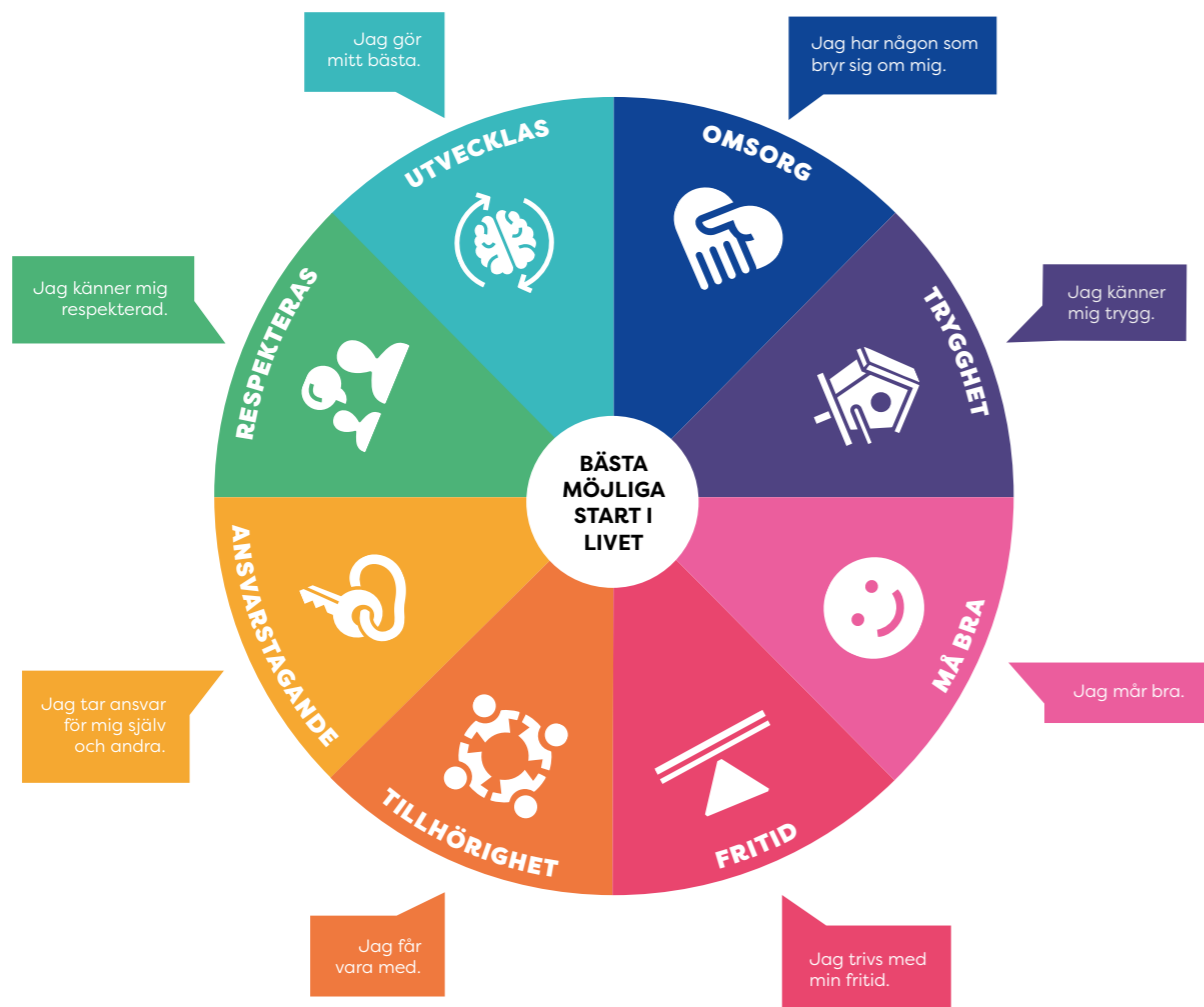 Jag gör
mitt bästa.
Jag har någon som
bryr sig om mig.
UTVECKLAS
OMSORG
Jag känner mig
respekterad.
RESPEKTERAS
TRYGGHET
Jag känner
mig trygg.
BÄSTA
MÖJLIGA
START I
LIVET
ANSVARSTAGANDE
MÅ BRA
Jag tar ansvar
för mig själv
och andra.
Jag mår bra.
TILLHÖRIGHET
FRITID
Jag får
vara med.
Jag trivs med
min fritid.